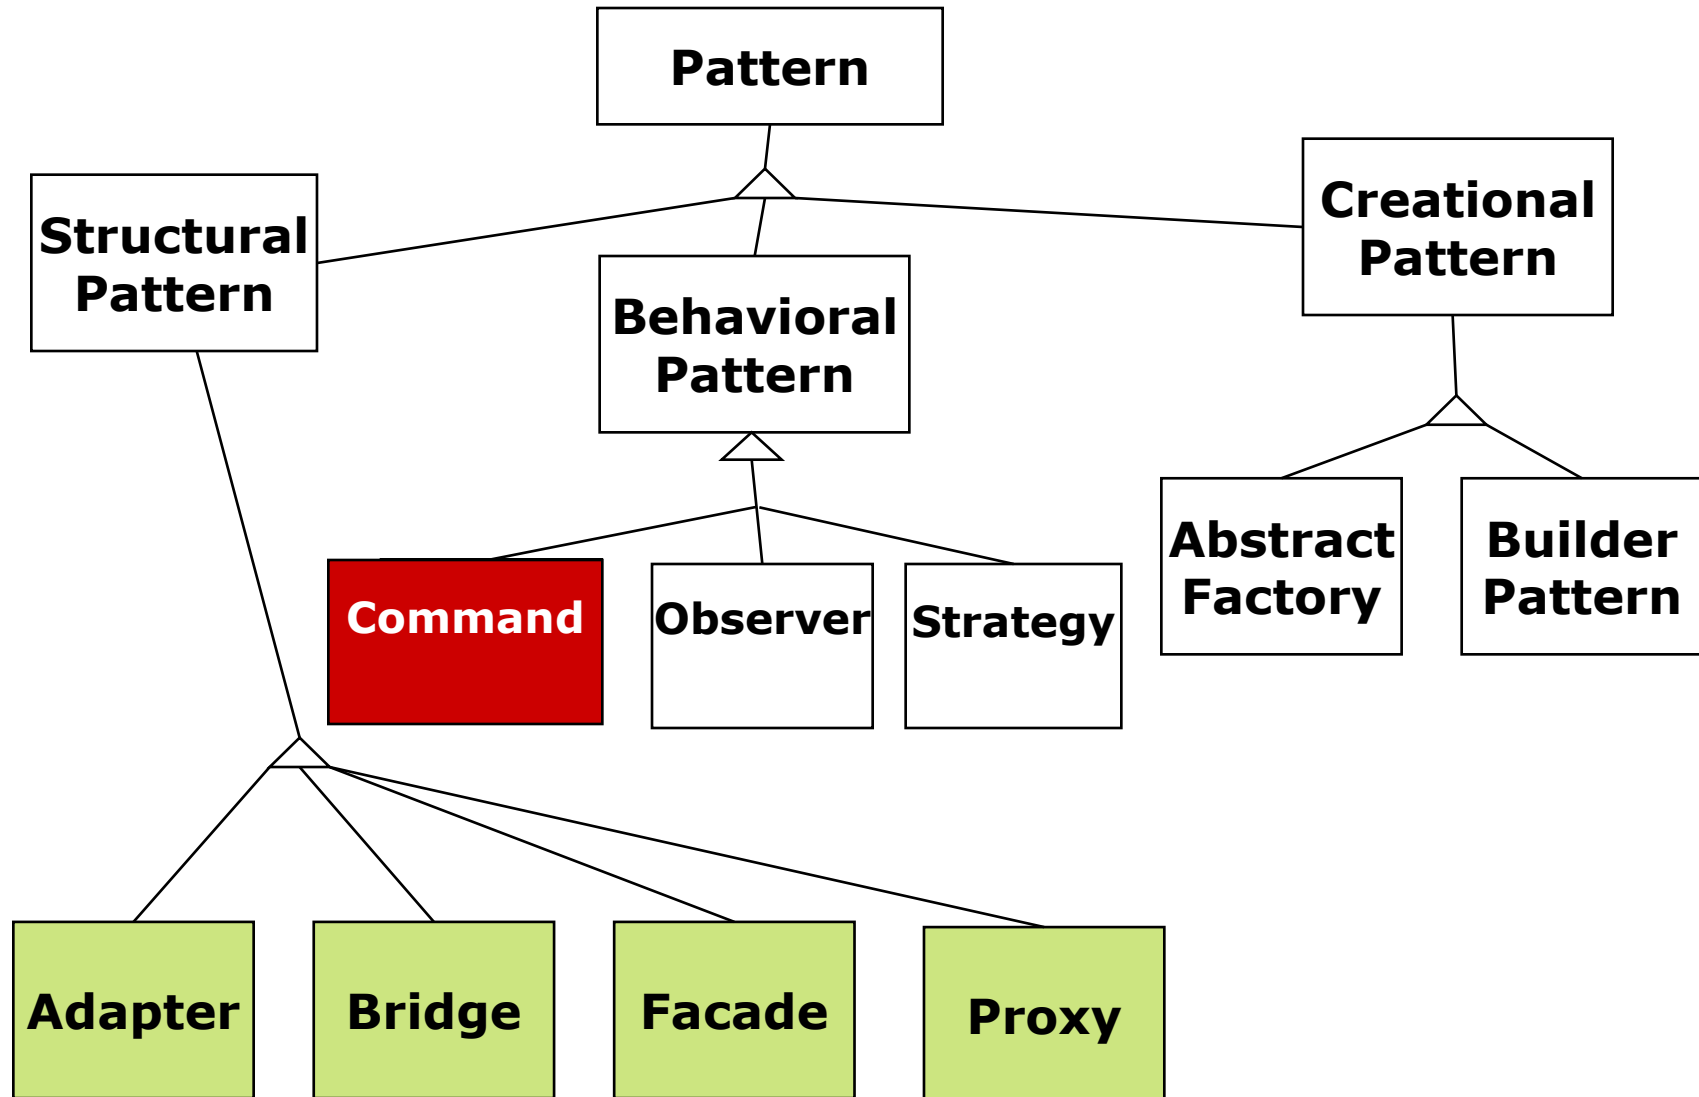 Pattern
Structural
Pattern
Behavioral
Pattern
Creational
Pattern
Command
Observer
Strategy
Abstract
Factory
Builder
Pattern
Adapter
Bridge
Facade
Proxy